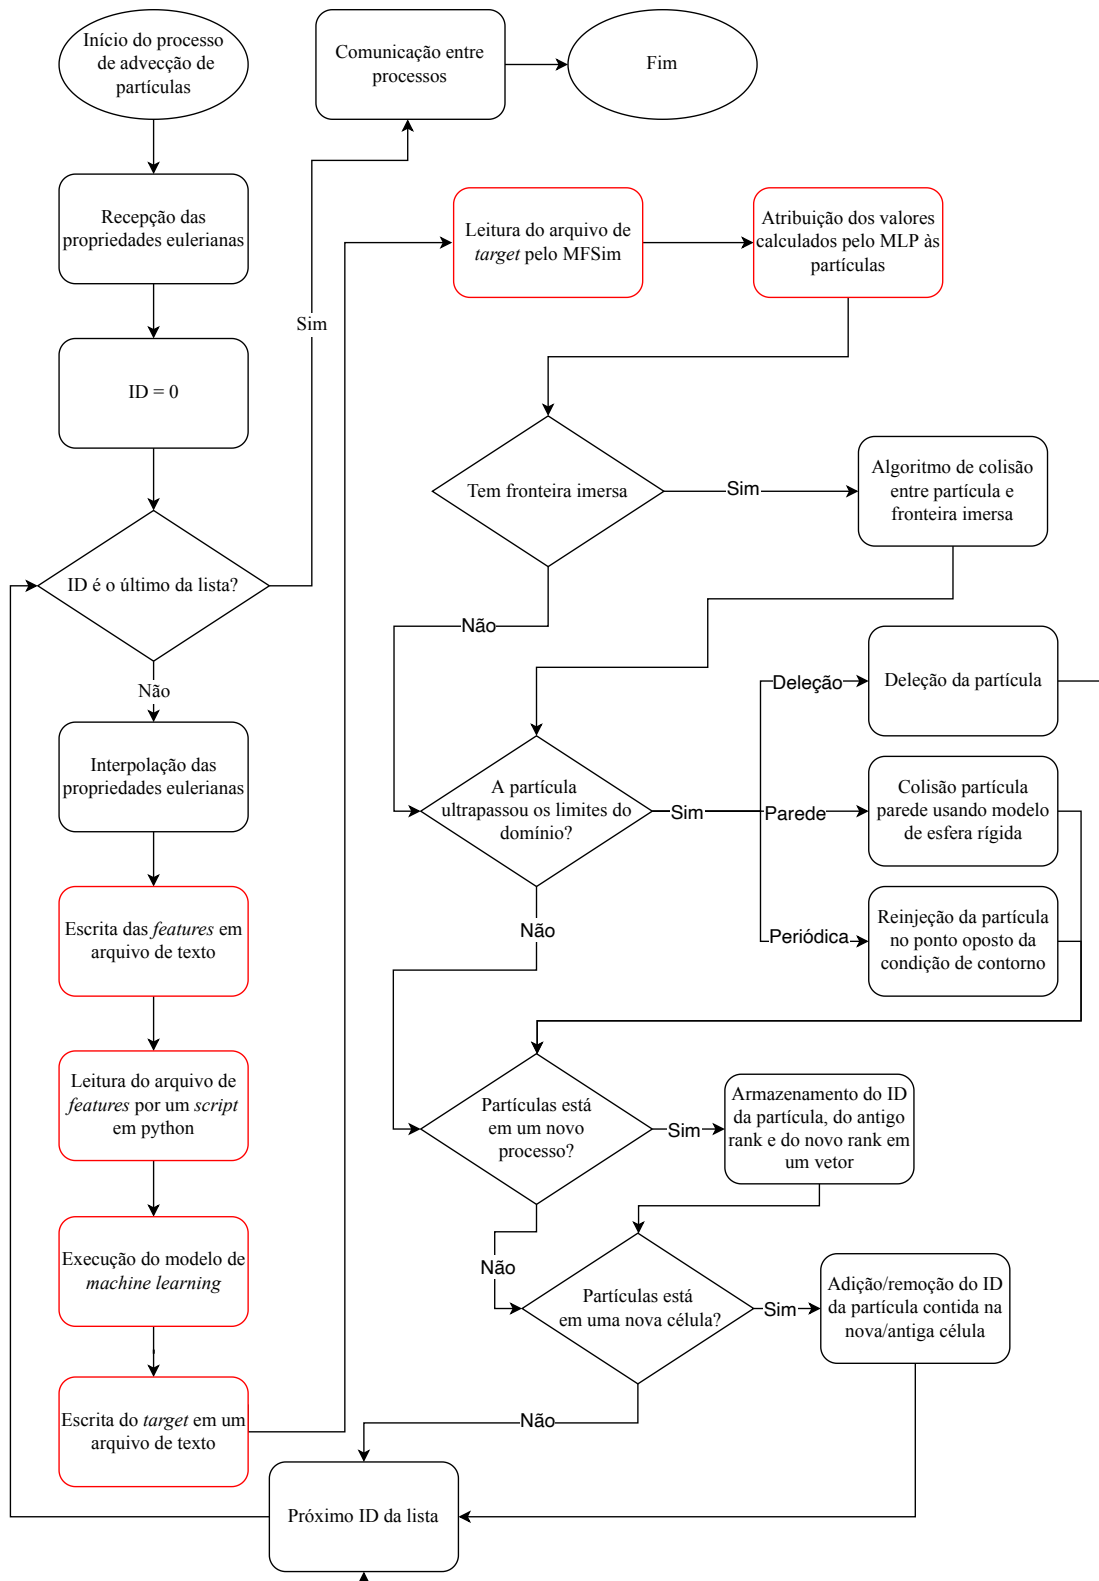 Início do processo
de advecção de
partículas
Comunicação entre
processos
Fim
Recepção das
propriedades eulerianas
Leitura do arquivo de
target pelo MFSim
Atribuição dos valores
calculados pelo MLP às
partículas
Sim
ID = 0
Tem fronteira imersa
Sim
Algoritmo de colisão
entre partícula e
fronteira imersa
ID é o último da lista?
Não
Não
Interpolação das
propriedades eulerianas
A partícula
ultrapassou os limites do
domínio?
Sim
Deleção
Deleção da partícula
Parede
Colisão partícula
parede usando modelo
de esfera rígida
Periódica
Reinjeção da partícula
no ponto oposto da
condição de contorno
Não
Escrita das features em
arquivo de texto
Leitura do arquivo de
features por um script
em python
Partículas está
em um novo
processo?
Sim
Armazenamento do ID
da partícula, do antigo
rank e do novo rank em
um vetor
Não
Execução do modelo de
machine learning
Partículas está
em uma nova célula?
Sim
Adição/remoção do ID
da partícula contida na
nova/antiga célula
Não
Escrita do target em um
arquivo de texto
Próximo ID da lista